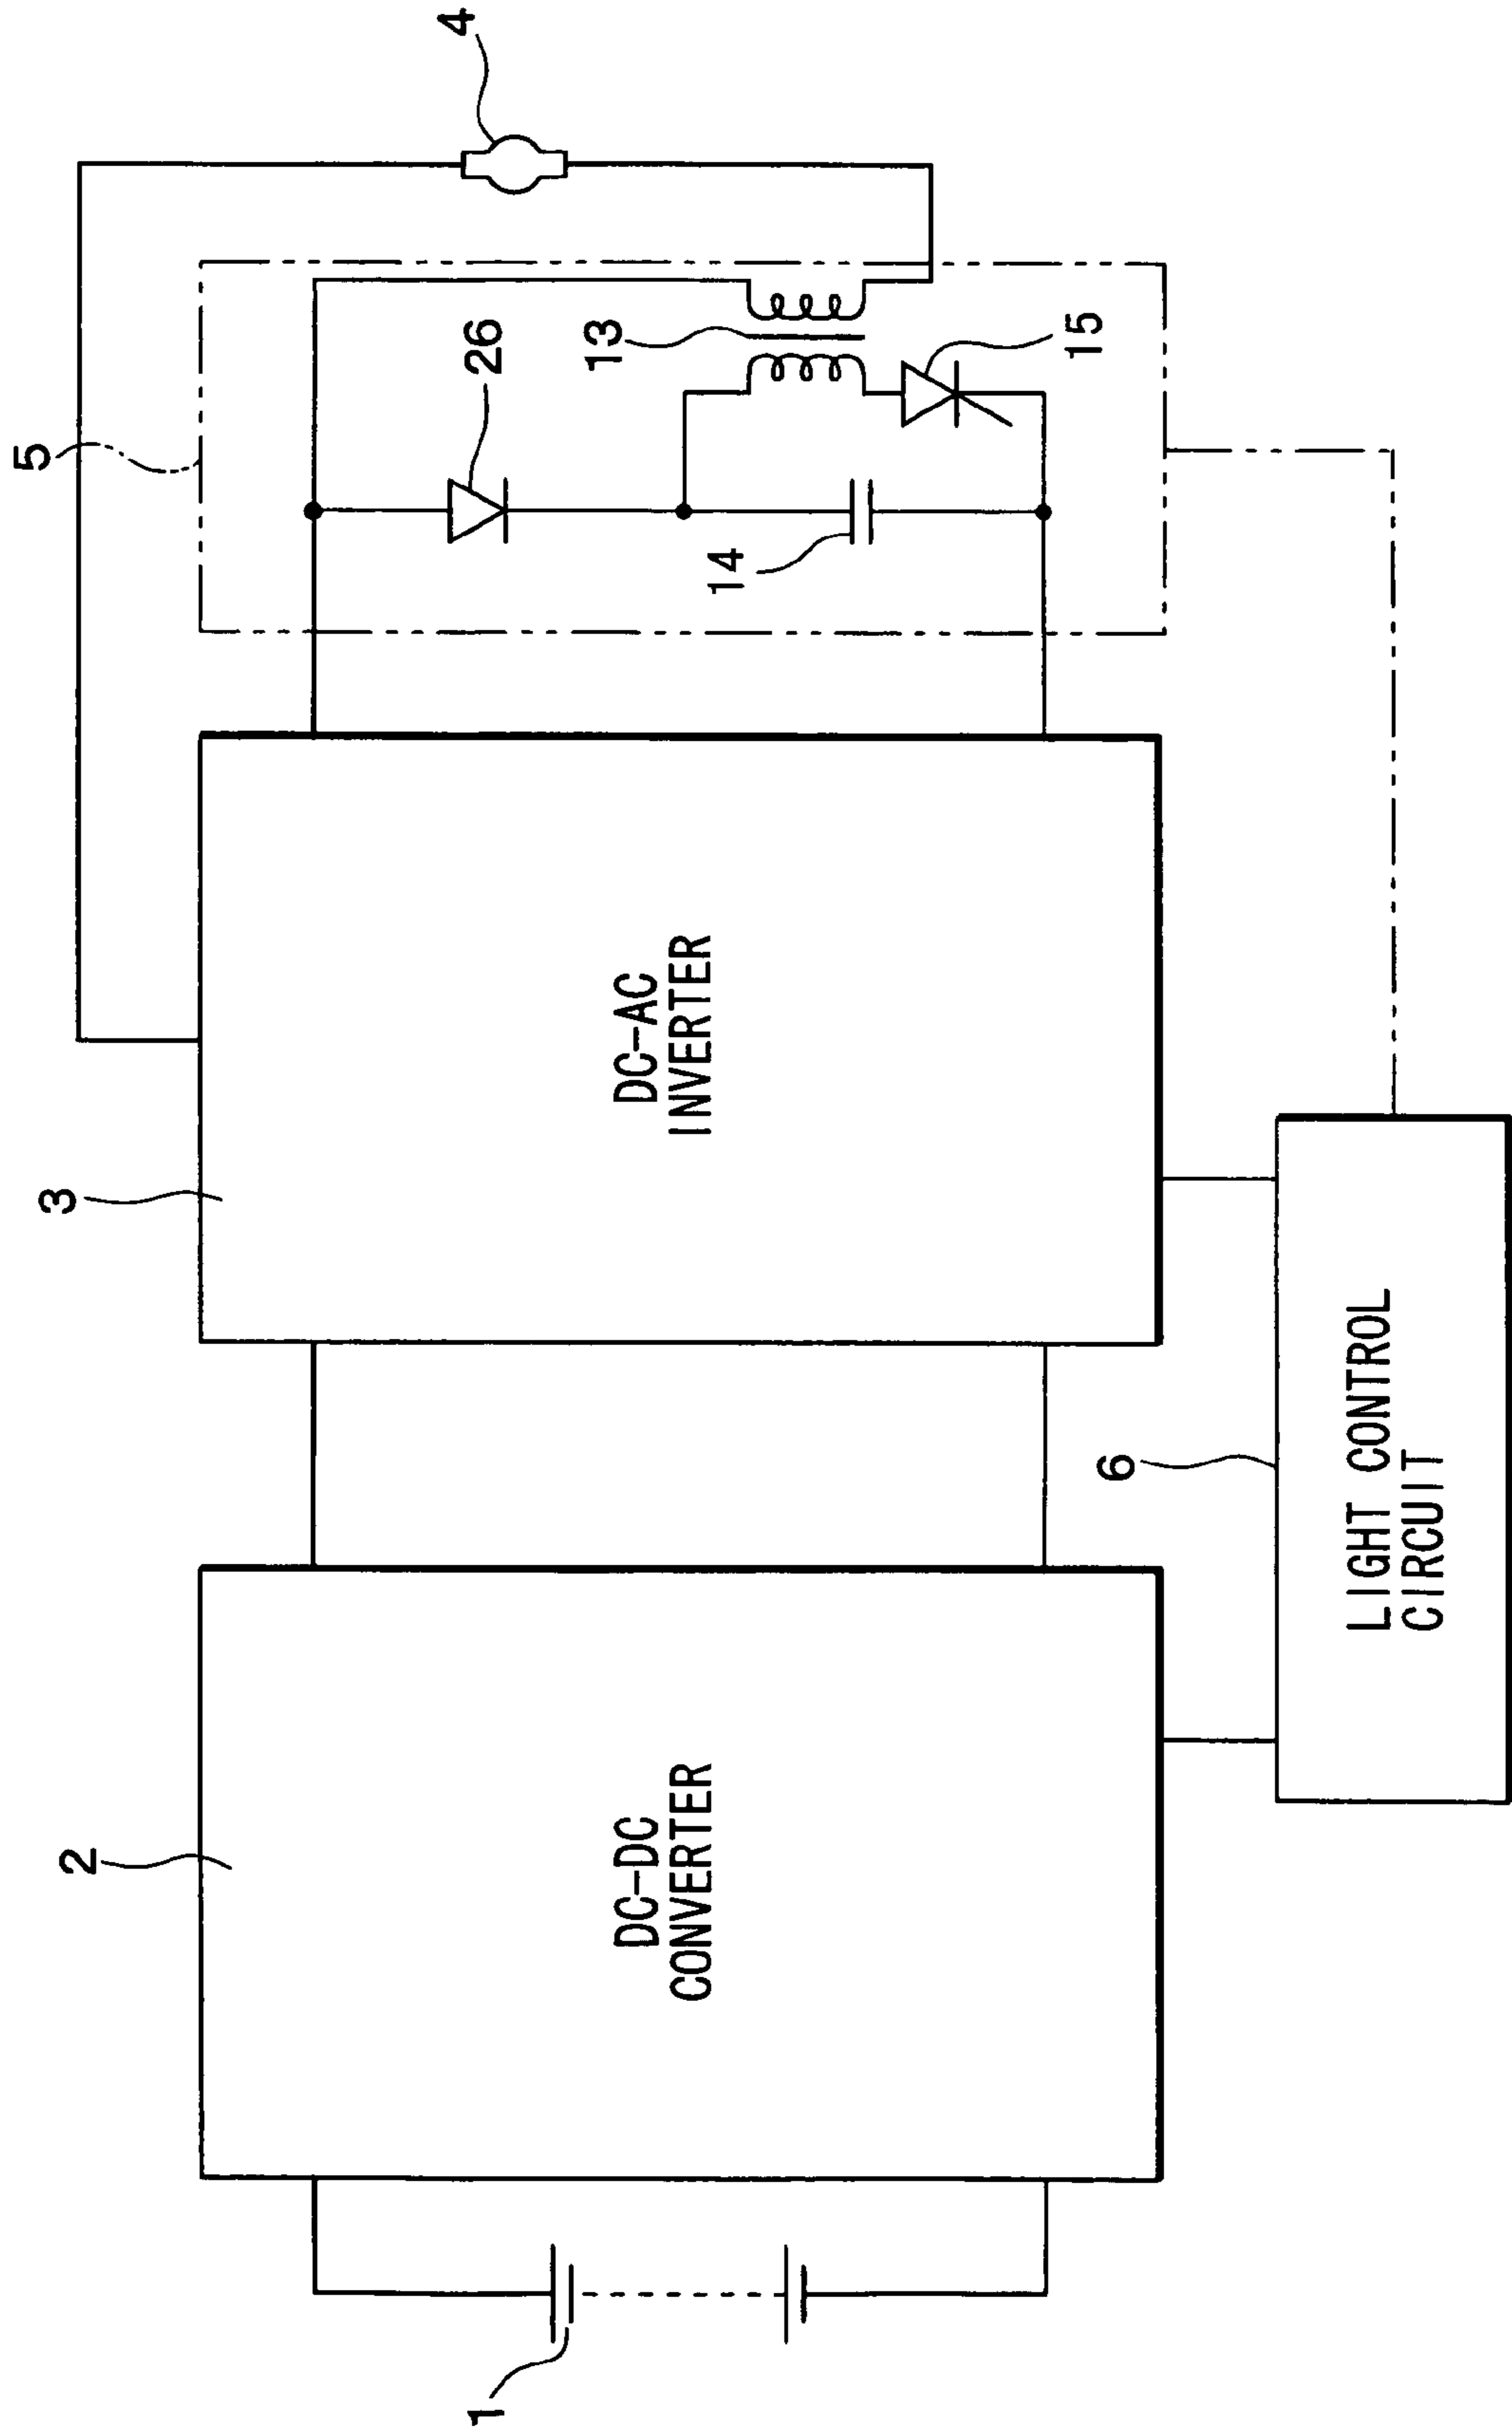 1
2
DC-DC
CONVERTER
3
DC-AC
INVERTER
5
26
14
13
15
4
6
LIGHT CONTROL
CIRCUIT